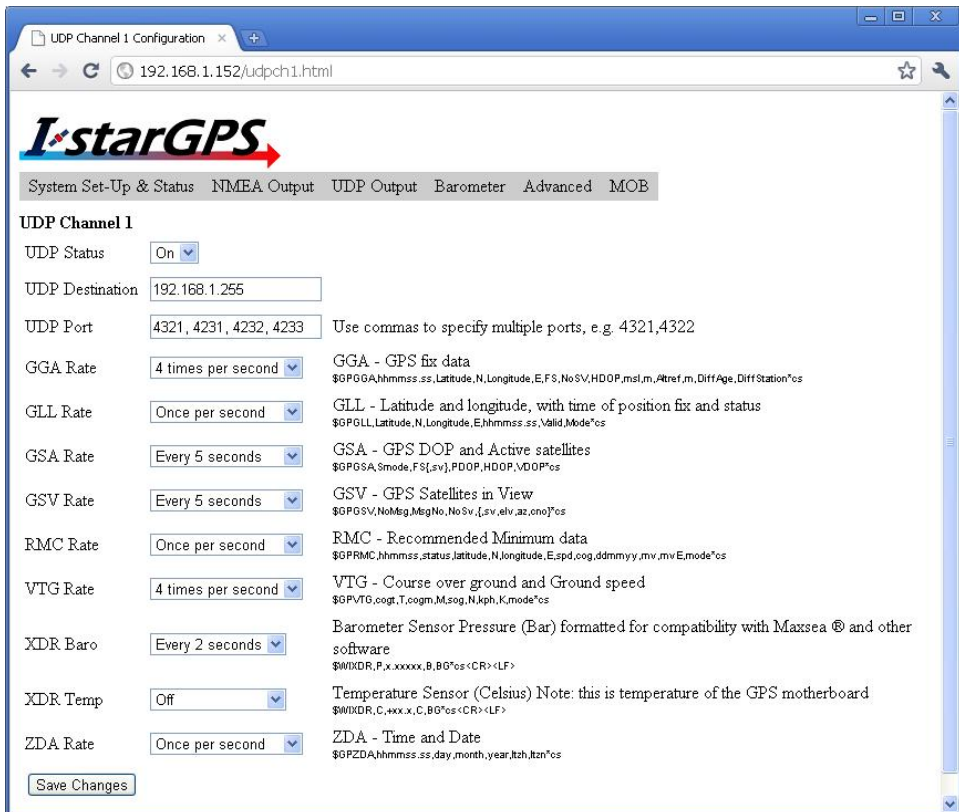 UDP Channel 1 Configuration
192.168.1.152/udpch1.html
I-starGPS
System Set-Up & Status NMEA Output UDP Output Barometer Advanced MOB
UDP Channel 1
UDP Status On
UDP Destination 192.168.1.255
UDP Port 4321, 4231, 4232, 4233 Use commas to specify multiple ports, e.g. 4321,4322
GGA Rate 4 times per second GGA - GPS fix data
$GPGGA,hhmmss.ss,Latitude,N,Longitude,E,FS,NoSV,HDOP,msl,m,Altref,m,DiffAge,DiffStation*cs
GLL Rate Once per second GLL - Latitude and longitude, with time of position fix and status
$GPGLL,Latitude,N,Longitude,E,hhmmss.ss,Valid,Mode*cs
GSA Rate Every 5 seconds GSA - GPS DOP and Active satellites
$GPGSA,Smode,FS{,sv},PDOP,HDOP,VDOP*cs
GSV Rate Every 5 seconds GSV - GPS Satellites in View
$GPGSV,NoMsg,MsgNo,NoSv,{,sv,elv,az,cno}*cs
RMC Rate Once per second RMC - Recommended Minimum data
$GPRMC,hhmmss,status,latitude,N,longitude,E,spd,cog,ddmmyy,mv,mvE,mode*cs
VTG Rate 4 times per second VTG - Course over ground and Ground speed
$GPVTG,cogt,T,cogm,M,sog,N,kph,K,mode*cs
XDR Baro Every 2 seconds Barometer Sensor Pressure (Bar) formatted for compatibility with Maxsea ® and other
software
$WIXDR,P,x.xxxxx,B,BG*cs<CR><LF>
XDR Temp Off Temperature Sensor (Celsius) Note: this is temperature of the GPS motherboard
$WIXDR,C,+xx.x,C,BG*cs<CR><LF>
ZDA Rate Once per second ZDA - Time and Date
$GPZDA,hhmmss.ss,day,month,year,ltzh,ltzn*cs
Save Changes